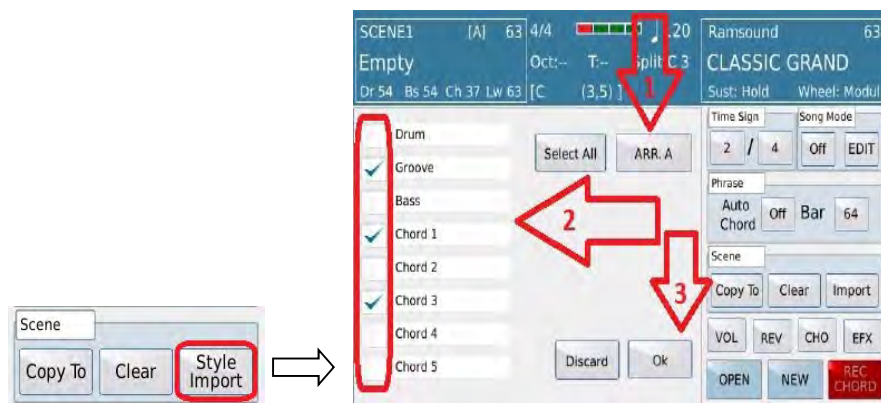 SCENE1 [A] 63 4/4 20 Ramsound 63
Empty Oct:-- T:-- Split C 3 CLASSIC GRAND
Dr 54 Bs 54 Ch 37 Lw 63 [C (3,5) ] Sust: Hold Wheel: Modul
1
Drum
Groove
Bass
Chord 1
Chord 2
Chord 3
Chord 4
Chord 5
Select All ARR. A
2
3
Discard Ok
Time Sign Song Mode
2 / 4 Off EDIT
Phrase
Auto Chord Off Bar 64
Scene
Copy To Clear Import
VOL REV CHO EFX
OPEN NEW REC CHORD
Scene
Copy To Clear Style Import